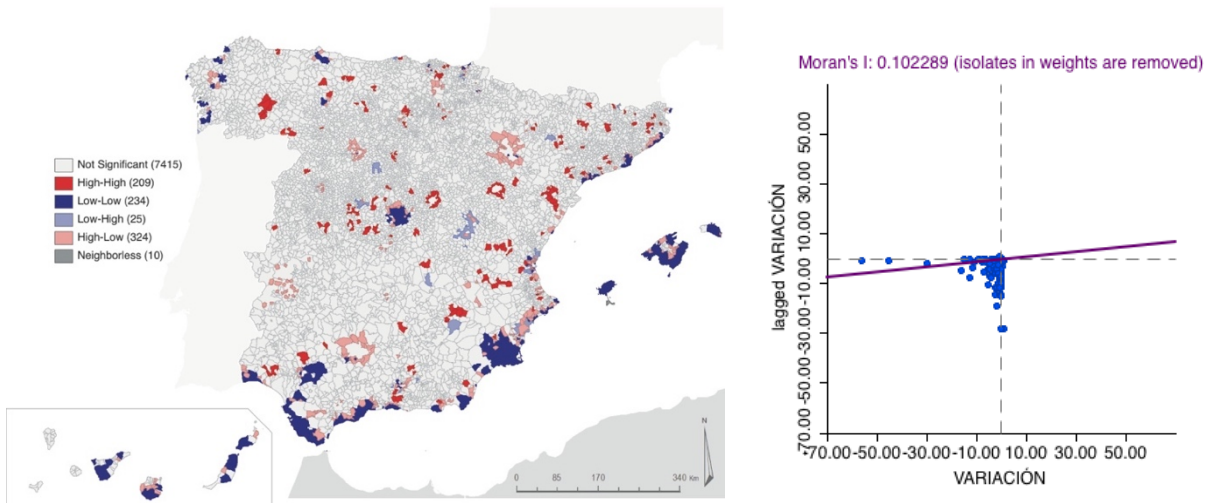 Not Significant (7415)
High-High (209)
Low-Low (234)
Low-High (25)
High-Low (324)
Neighborless (10)
N
0 85 170 340 Km
Moran's I: 0.102289 (isolates in weights are removed)
lagged VARIACIÓN
50.00
30.00
10.00
-10.00
-30.00
-50.00
-70.00
-70.00 -50.00 -30.00 -10.00 10.00 30.00 50.00
VARIACIÓN